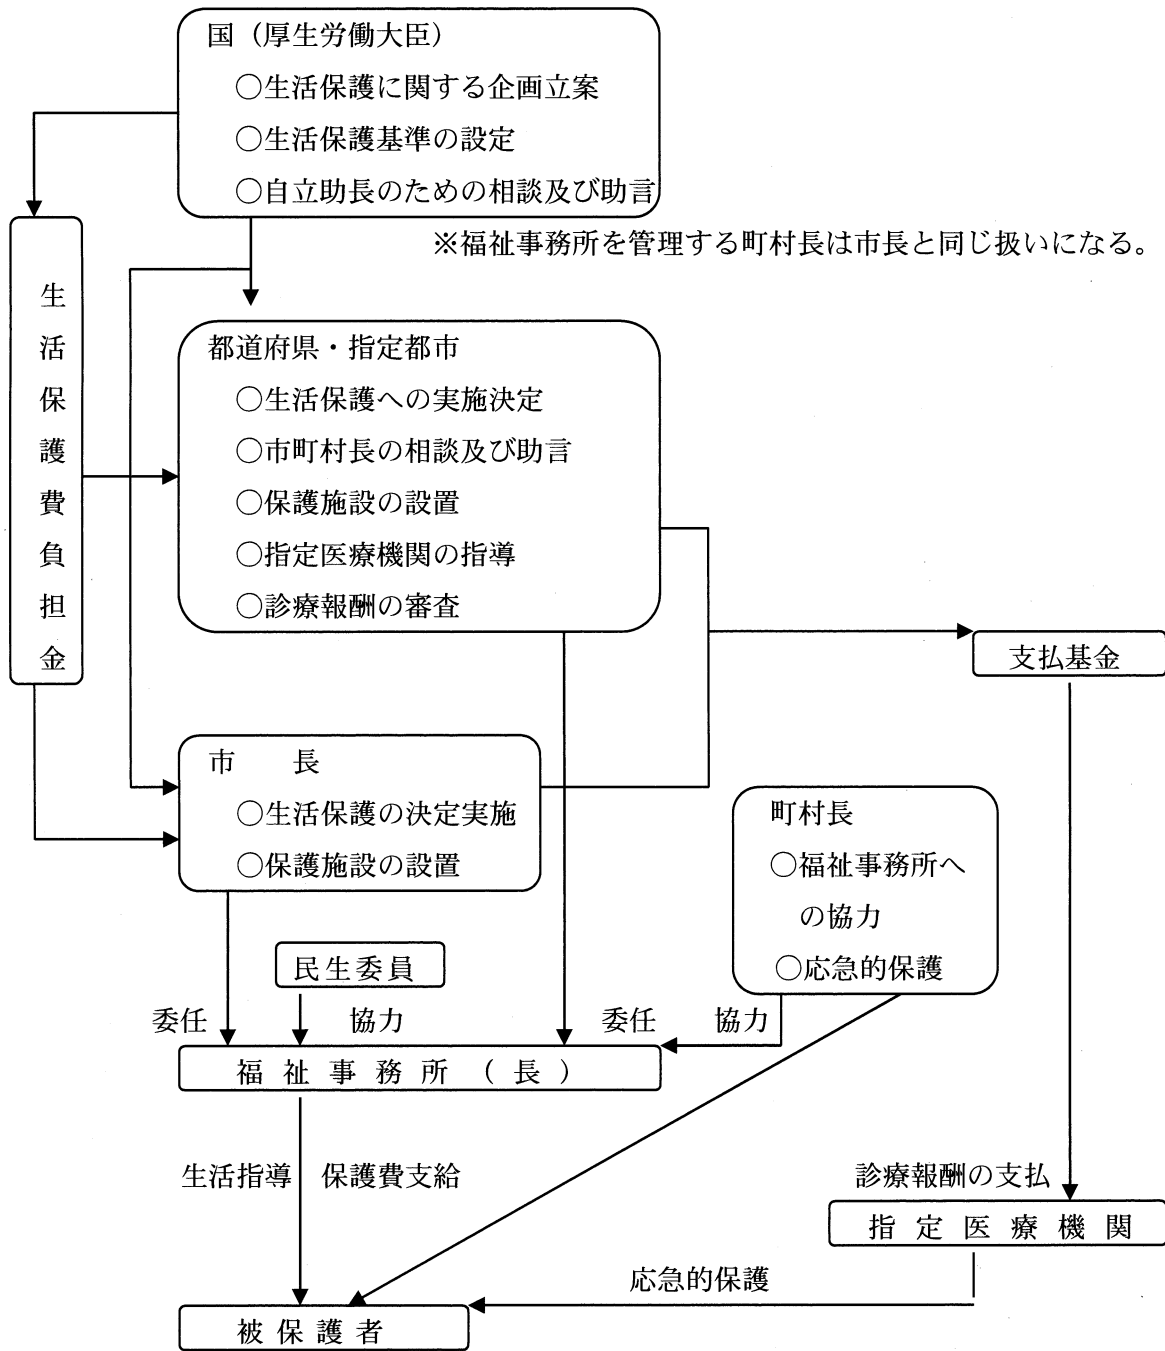 国（厚生労働大臣）
○生活保護に関する企画立案
○生活保護基準の設定
○自立助長のための相談及び助言
※福祉事務所を管理する町村長は市長と同じ扱いになる。
生活保護費負担金
都道府県・指定都市
○生活保護への実施決定
○市町村長の相談及び助言
○保護施設の設置
○指定医療機関の指導
○診療報酬の審査
支払基金
市　　長
○生活保護の決定実施
○保護施設の設置
町村長
○福祉事務所へ
の協力
○応急的保護
民生委員
委任
協力
委任
協力
福祉事務所（長）
生活指導
保護費支給
診療報酬の支払
指定医療機関
応急的保護
被保護者